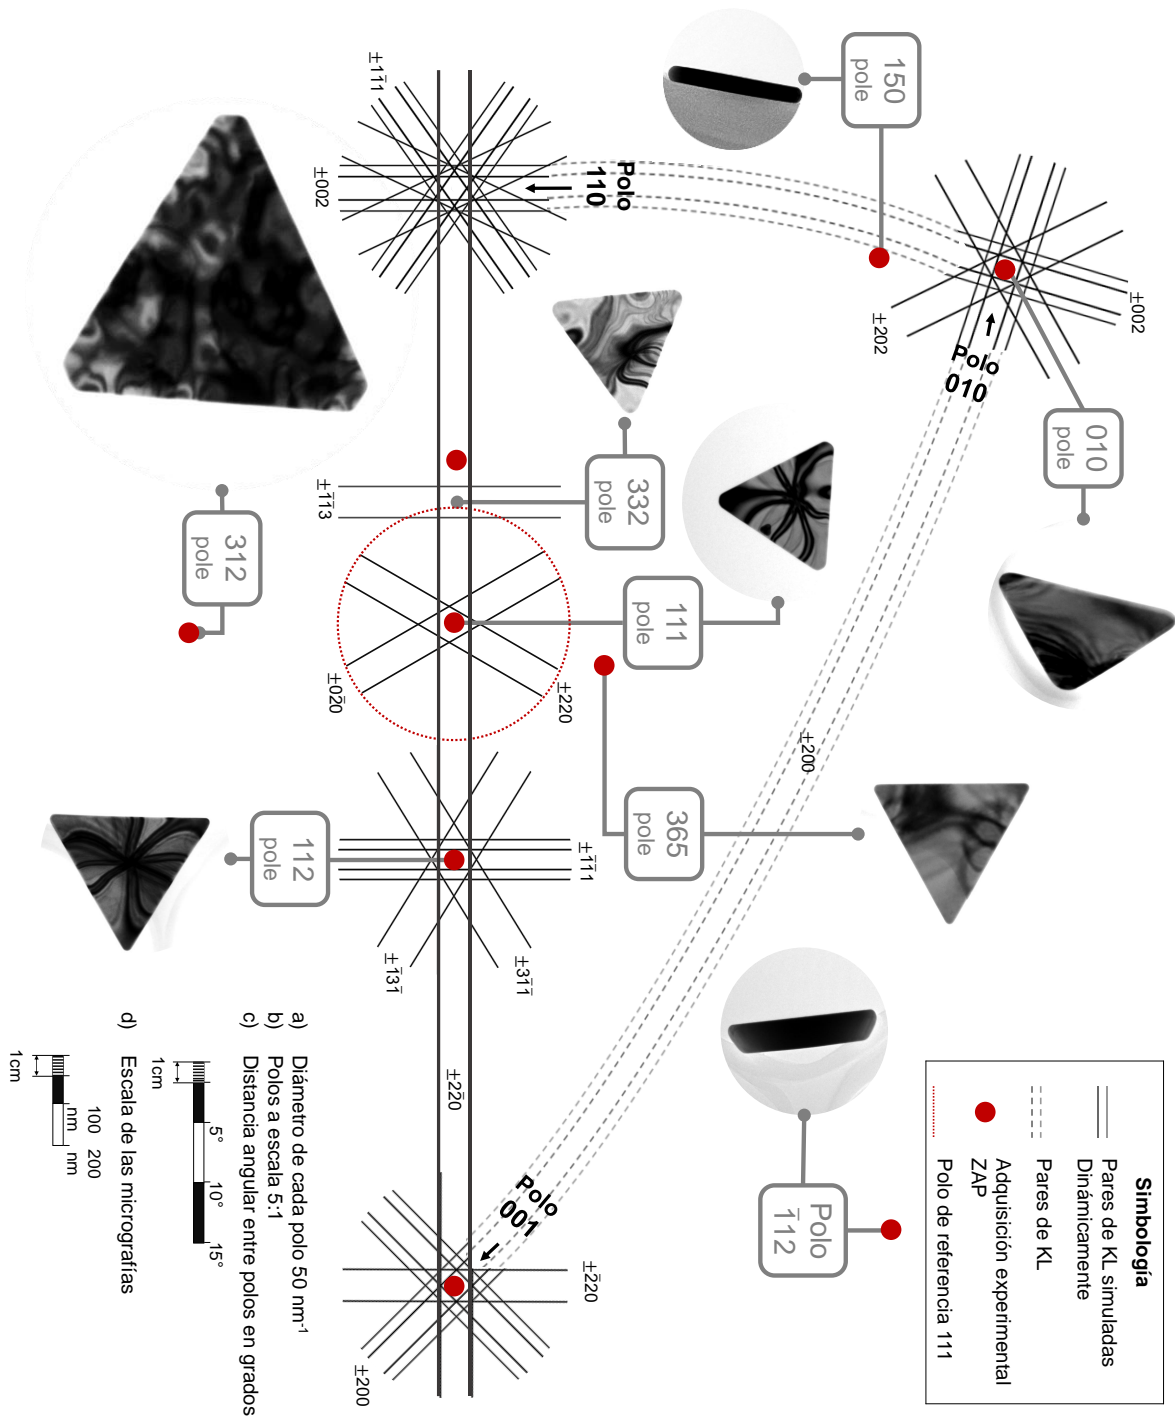 Simbología
Pares de KL simuladas
Dinámicamente
Pares de KL
Adquisición experimental
ZAP
Polo de referencia 111
±002
010
pole
Polo
010
150
pole
±202
±200
Polo
1̅12
332
pole
111
pole
365
pole
Polo
110
±220
±1̅1̅1
±31̅1̅
Polo
001
±2̅20
±11̅1
±002
±1̅1̅3
±02̅0
±1̅31̅
±22̅0
±200
312
pole
112
pole
a) Diámetro de cada polo 50 nm⁻¹
b) Polos a escala 5:1
c) Distancia angular entre polos en grados
5° 10° 15°
1cm
d) Escala de las micrografías
100 200
nm nm
1cm